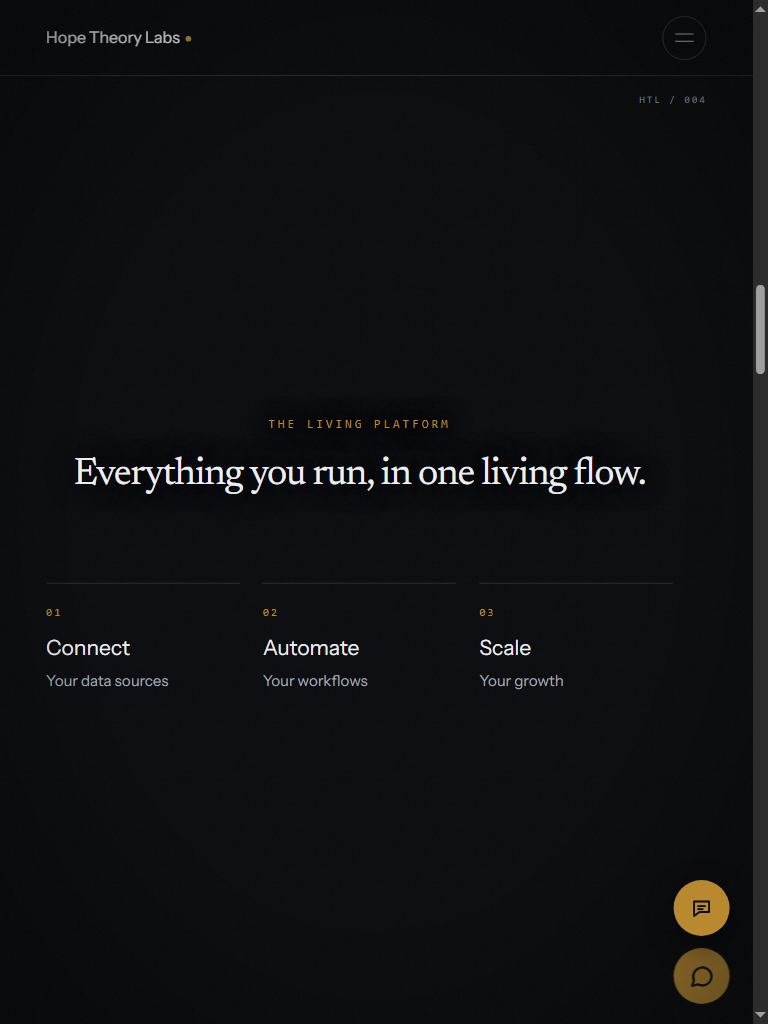 Hope Theory Labs
HTL / 004
THE LIVING PLATFORM
Everything you run, in one living flow.
01
Connect
Your data sources
02
Automate
Your workflows
03
Scale
Your growth